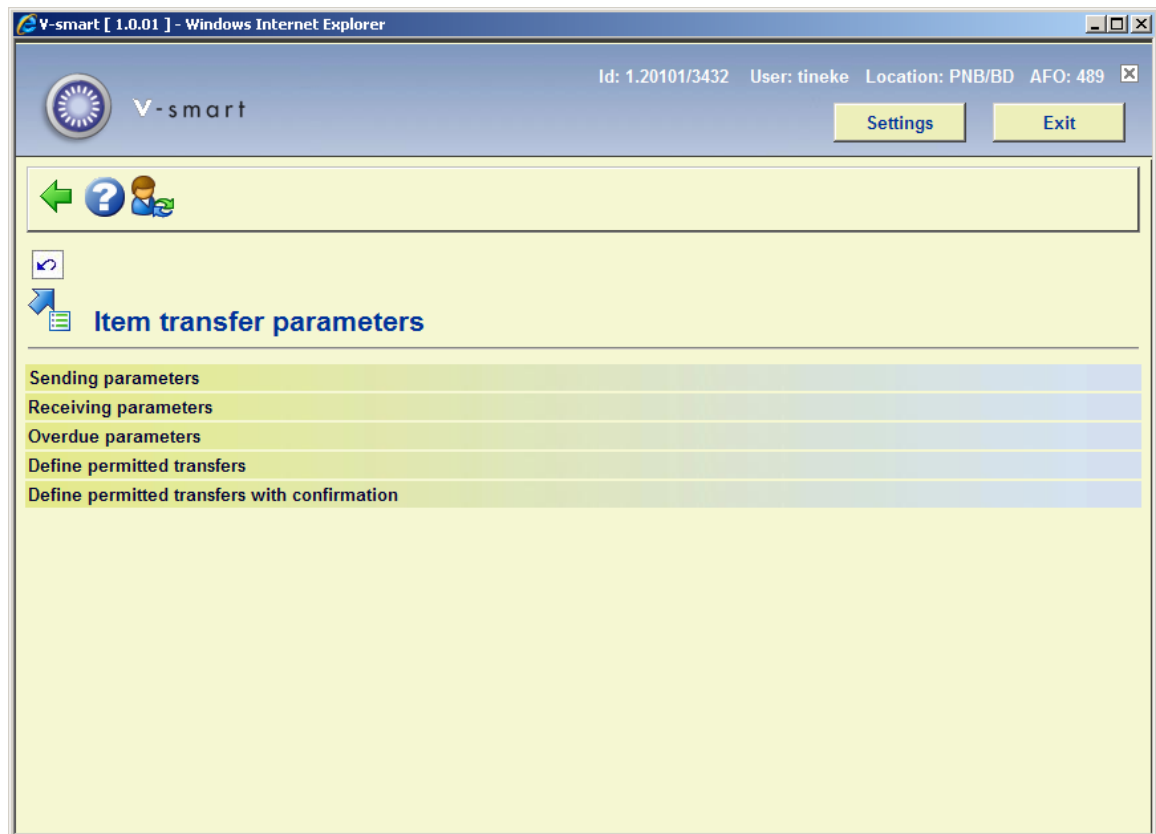 V-smart [ 1.0.01 ] - Windows Internet Explorer
Id: 1.20101/3432 User: tineke Location: PNB/BD AFO: 489
V-smart
Settings Exit
Item transfer parameters
Sending parameters
Receiving parameters
Overdue parameters
Define permitted transfers
Define permitted transfers with confirmation